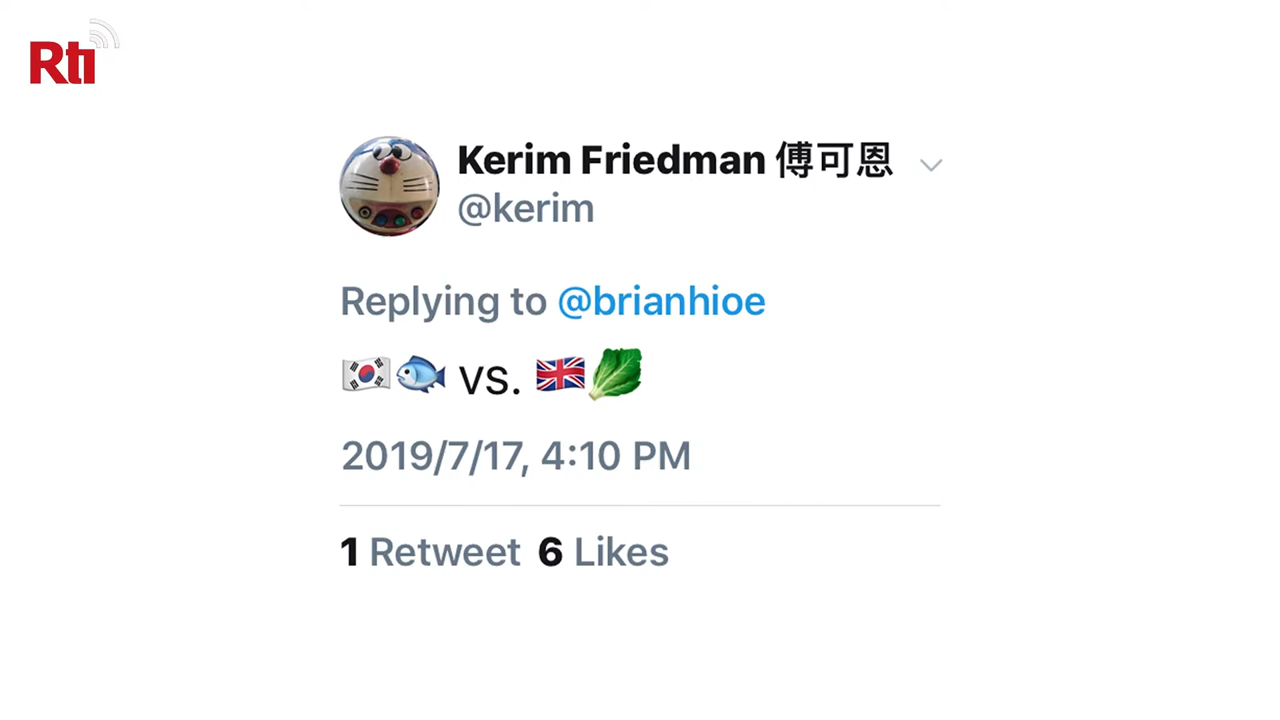 Rti
Kerim Friedman 傅可恩
@kerim
Replying to @brianhioe
🇰🇷🐟 vs. 🇬🇧🥬
2019/7/17, 4:10 PM
1 Retweet 6 Likes